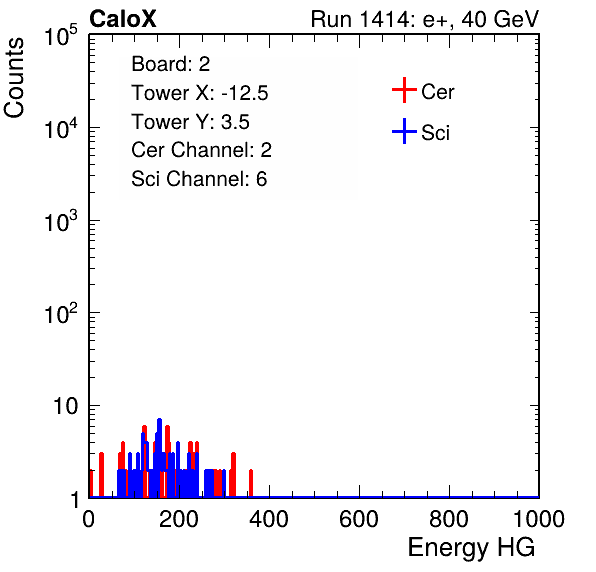 CaloX Run 1414: e+, 40 GeV
Counts
Board: 2
Tower X: -12.5
Tower Y: 3.5
Cer Channel: 2
Sci Channel: 6
Cer
Sci
10^5
10^4
10^3
10^2
10
1
0 200 400 600 800 1000
Energy HG